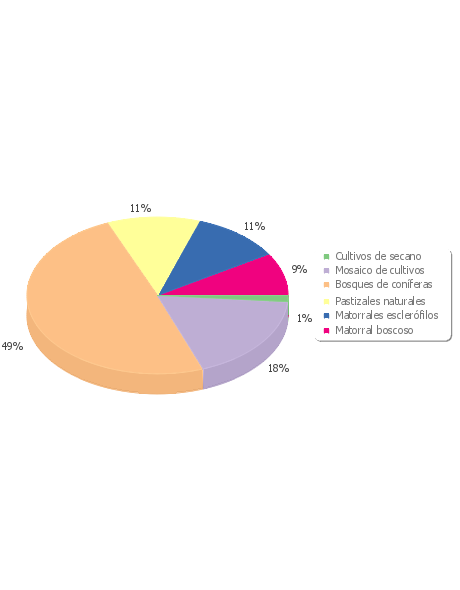 11%
11%
9%
1%
18%
49%
Cultivos de secano
Mosaico de cultivos
Bosques de coníferas
Pastizales naturales
Matorrales esclerófilos
Matorral boscoso